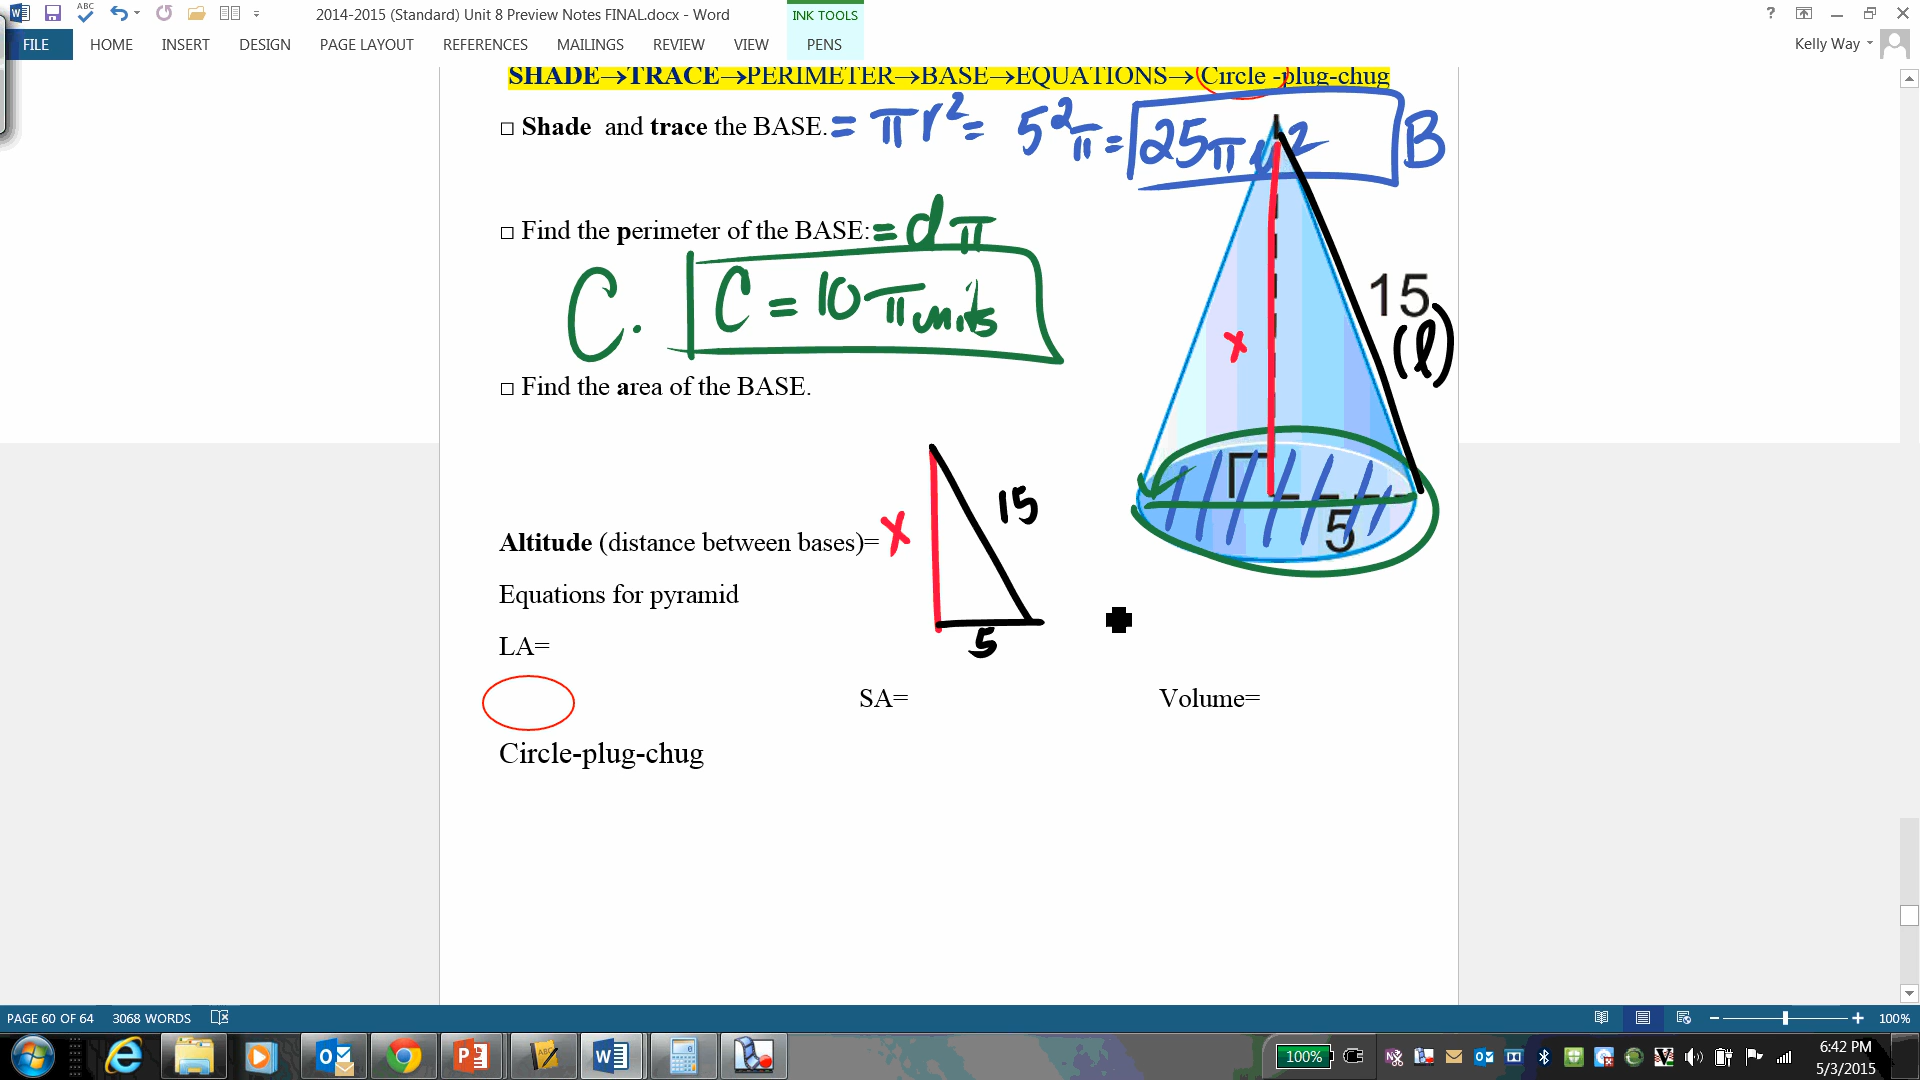 2014-2015 (Standard) Unit 8 Preview Notes FINAL.docx - Word
INK TOOLS
FILE HOME INSERT DESIGN PAGE LAYOUT REFERENCES MAILINGS REVIEW VIEW PENS
Kelly Way
SHADE→TRACE→PERIMETER→BASE→EQUATIONS→ Circle -plug-chug
□ Shade and trace the BASE. = πr² = 5²π = 25πu² B
□ Find the perimeter of the BASE: = dπ
C. C = 10π units
15
(l)
x
□ Find the area of the BASE.
15
5
Altitude (distance between bases)= x
Equations for pyramid
LA=
5
SA= Volume=
Circle-plug-chug
PAGE 60 OF 64 3068 WORDS 100%
100% 6:42 PM
5/3/2015